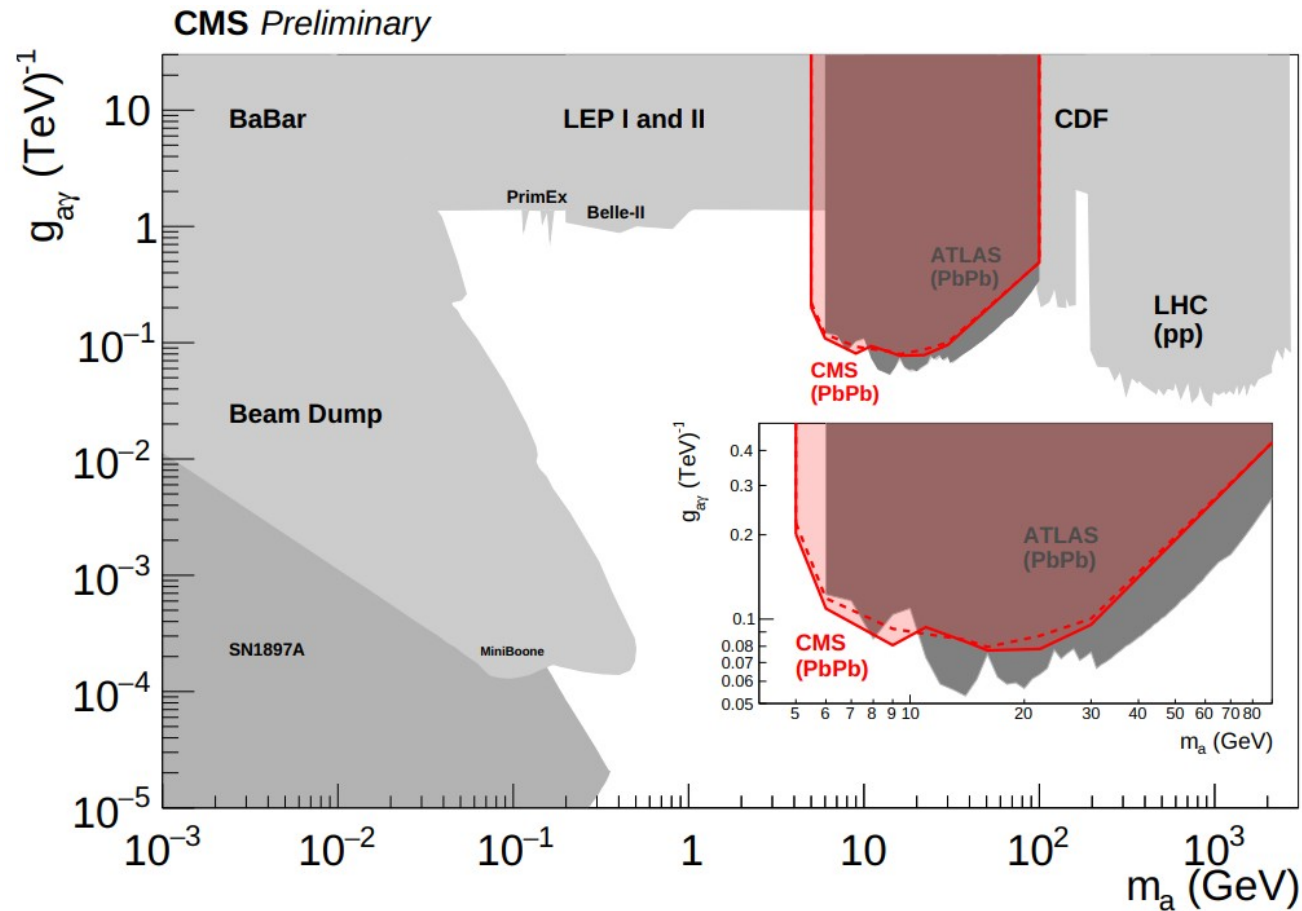 CMS Preliminary
g_aγ (TeV)⁻¹
10
1
10⁻¹
10⁻²
10⁻³
10⁻⁴
10⁻⁵
BaBar
LEP I and II
CDF
PrimEx
Belle-II
ATLAS
(PbPb)
LHC
(pp)
CMS
(PbPb)
Beam Dump
SN1897A
MiniBoone
g_aγ (TeV)⁻¹
0.4
0.3
0.2
0.1
0.08
0.07
0.06
0.05
ATLAS
(PbPb)
CMS
(PbPb)
5 6 7 8 9 10 20 30 40 50 60 70 80
m_a (GeV)
10⁻³ 10⁻² 10⁻¹ 1 10 10² 10³
m_a (GeV)